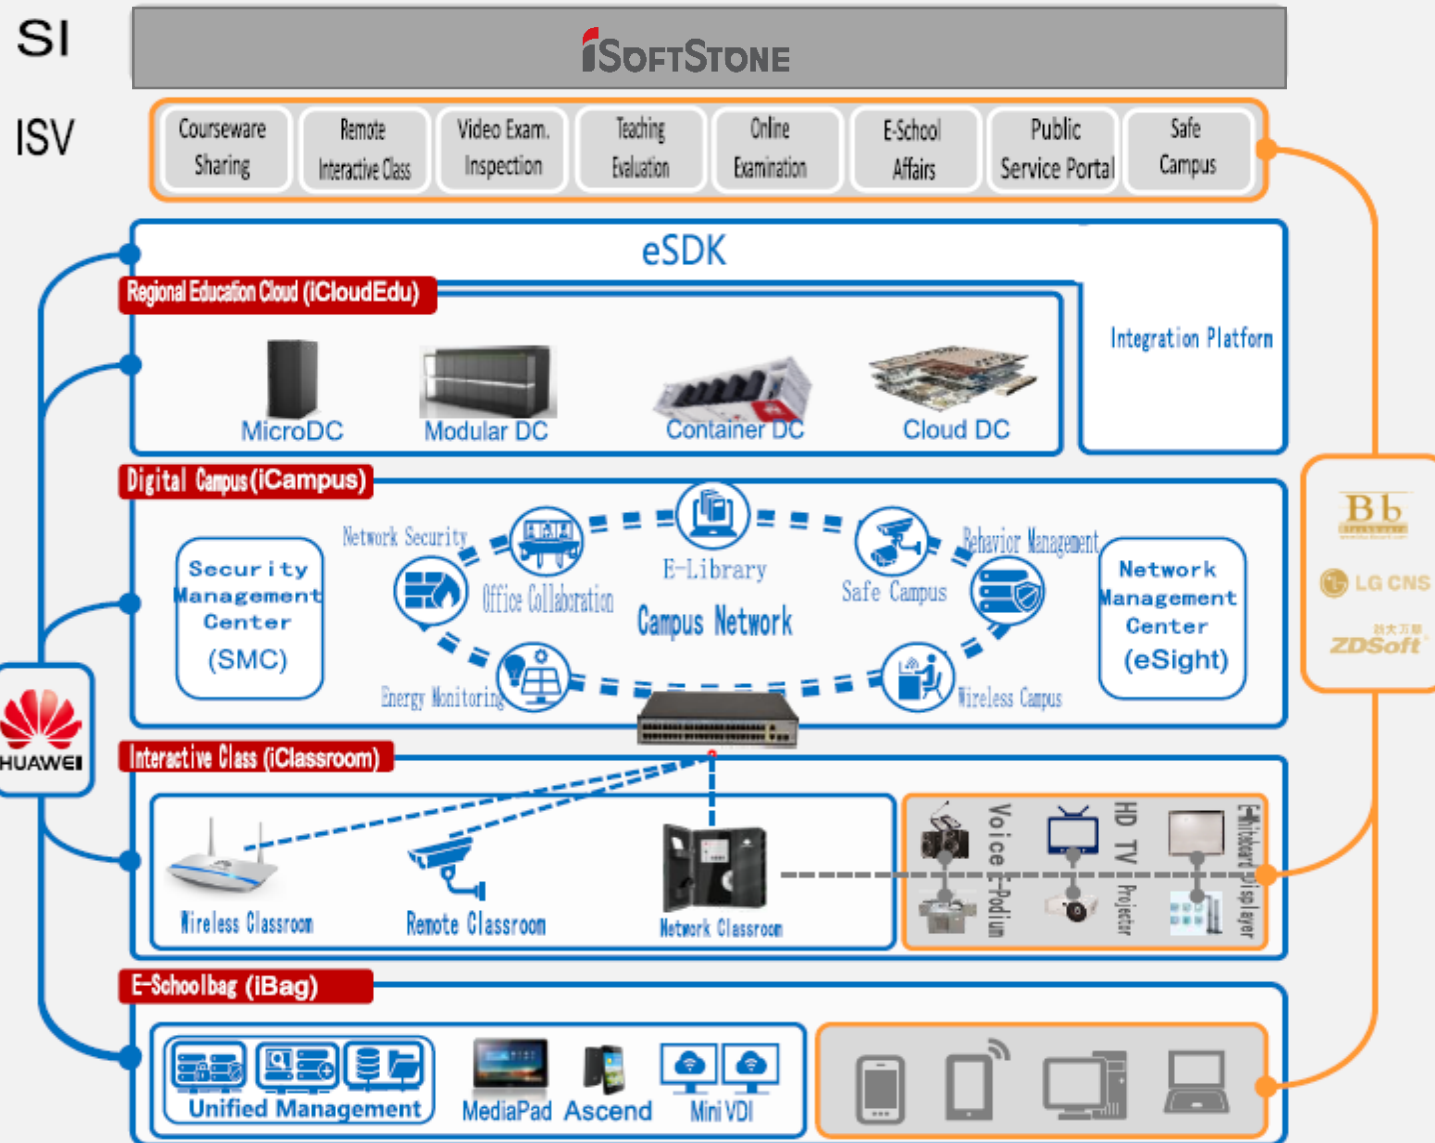 SI
iSOFTSTONE
ISV
Courseware
Sharing
Remote
Interactive Class
Video Exam.
Inspection
Teaching
Evaluation
Online
Examination
E-School
Affairs
Public
Service Portal
Safe
Campus
eSDK
Regional Education Cloud (iCloudEdu)
Integration Platform
MicroDC
Modular DC
Container DC
Cloud DC
Digital Campus(iCampus)
Security
Management
Center
(SMC)
Network Security
Office Collaboration
E-Library
Safe Campus
Behavior Management
Campus Network
Energy Monitoring
Wireless Campus
Network
Management
Center
(eSight)
Bb
Blackboard
LG CNS
ZDSoft
HUAWEI
Interactive Class (iClassroom)
Wireless Classroom
Remote Classroom
Network Classroom
Voice
E-Podium
HD TV
Projector
E-Whiteboard
Displayer
E-Schoolbag (iBag)
Unified Management
MediaPad
Ascend
Mini VDI